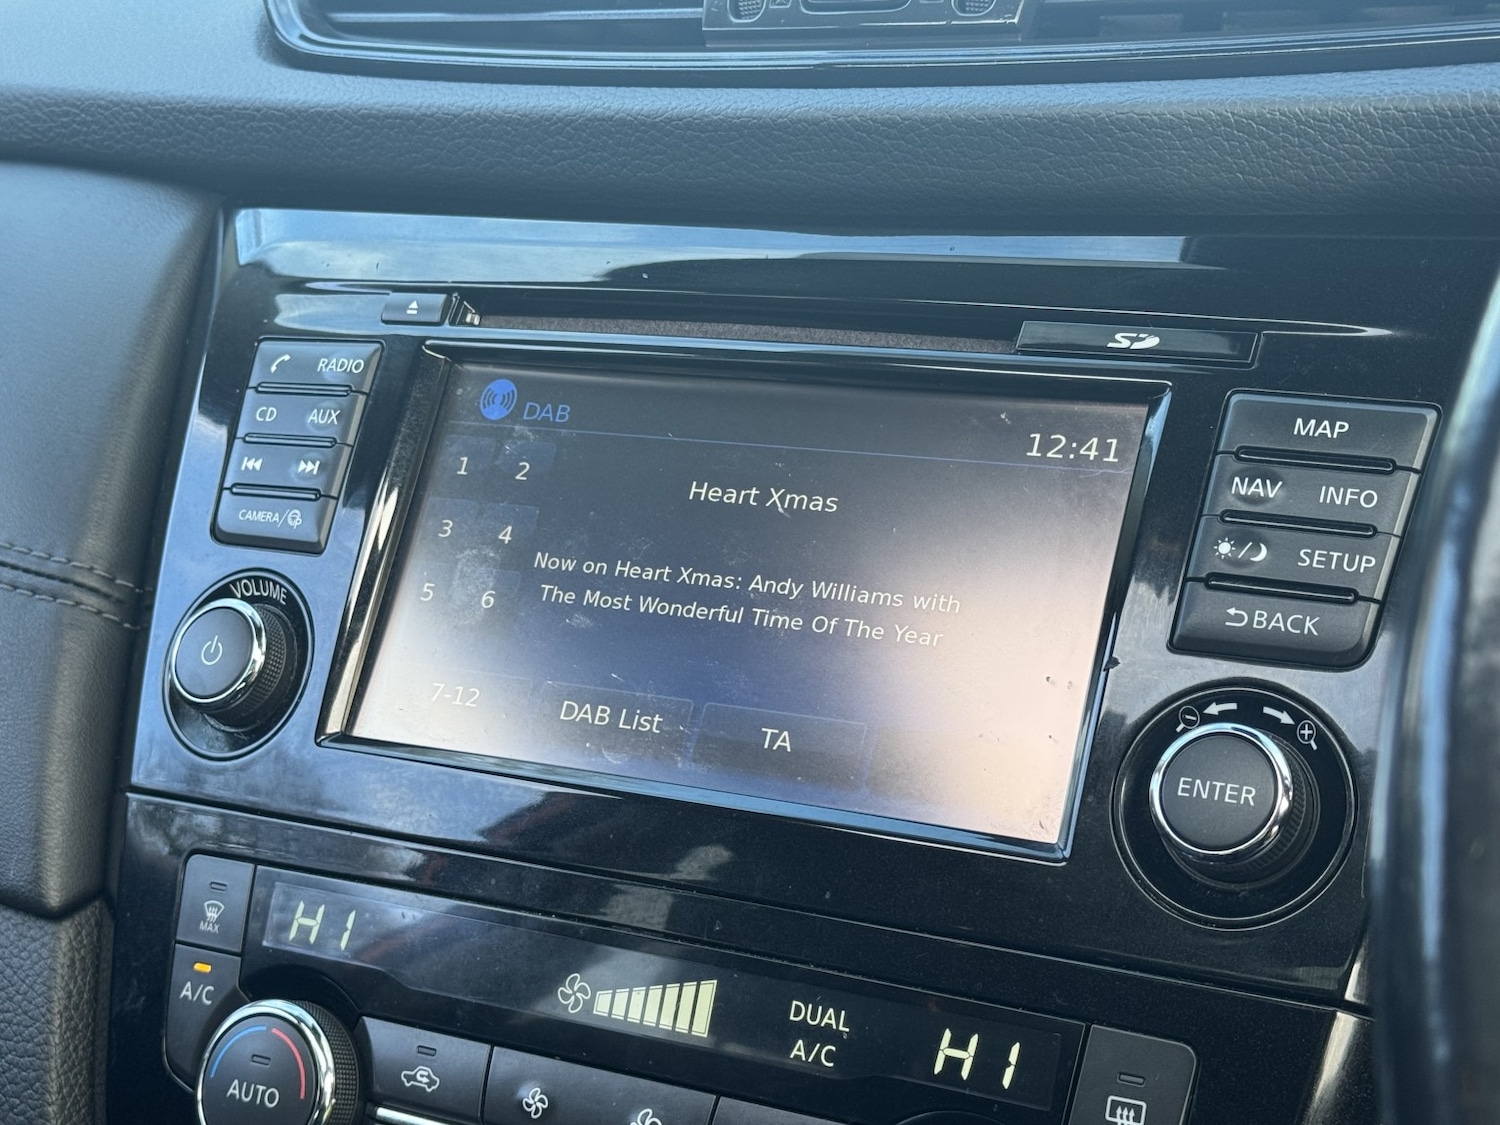 SD
RADIO
CD AUX
CAMERA/
VOLUME
DAB
12:41
1 2
3 4
5 6
7-12
Heart Xmas
Now on Heart Xmas: Andy Williams with
The Most Wonderful Time Of The Year
DAB List
TA
MAP
NAV INFO
SETUP
BACK
ENTER
MAX
A/C
AUTO
HI
DUAL
A/C
HI